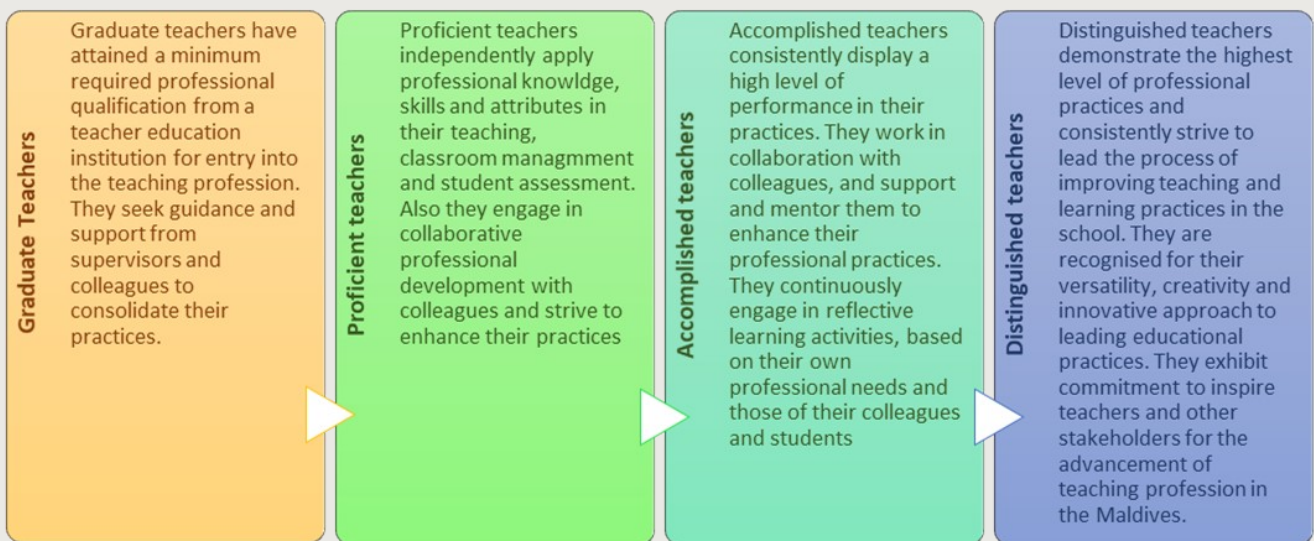 Graduate Teachers
Graduate teachers have
attained a minimum
required professional
qualification from a
teacher education
institution for entry into
the teaching profession.
They seek guidance and
support from
supervisors and
colleagues to
consolidate their
practices.
Proficient teachers
Proficient teachers
independently apply
professional knowldge,
skills and attributes in
their teaching,
classroom managmment
and student assessment.
Also they engage in
collaborative
professional
development with
colleagues and strive to
enhance their practices
Accomplished teachers
Accomplished teachers
consistently display a
high level of
performance in their
practices. They work in
collaboration with
colleagues, and support
and mentor them to
enhance their
professional practices.
They continuously
engage in reflective
learning activities, based
on their own
professional needs and
those of their colleagues
and students
Distinguished teachers
Distinguished teachers
demonstrate the highest
level of professional
practices and
consistently strive to
lead the process of
improving teaching and
learning practices in the
school. They are
recognised for their
versatility, creativity and
innovative approach to
leading educational
practices. They exhibit
commitment to inspire
teachers and other
stakeholders for the
advancement of
teaching profession in
the Maldives.